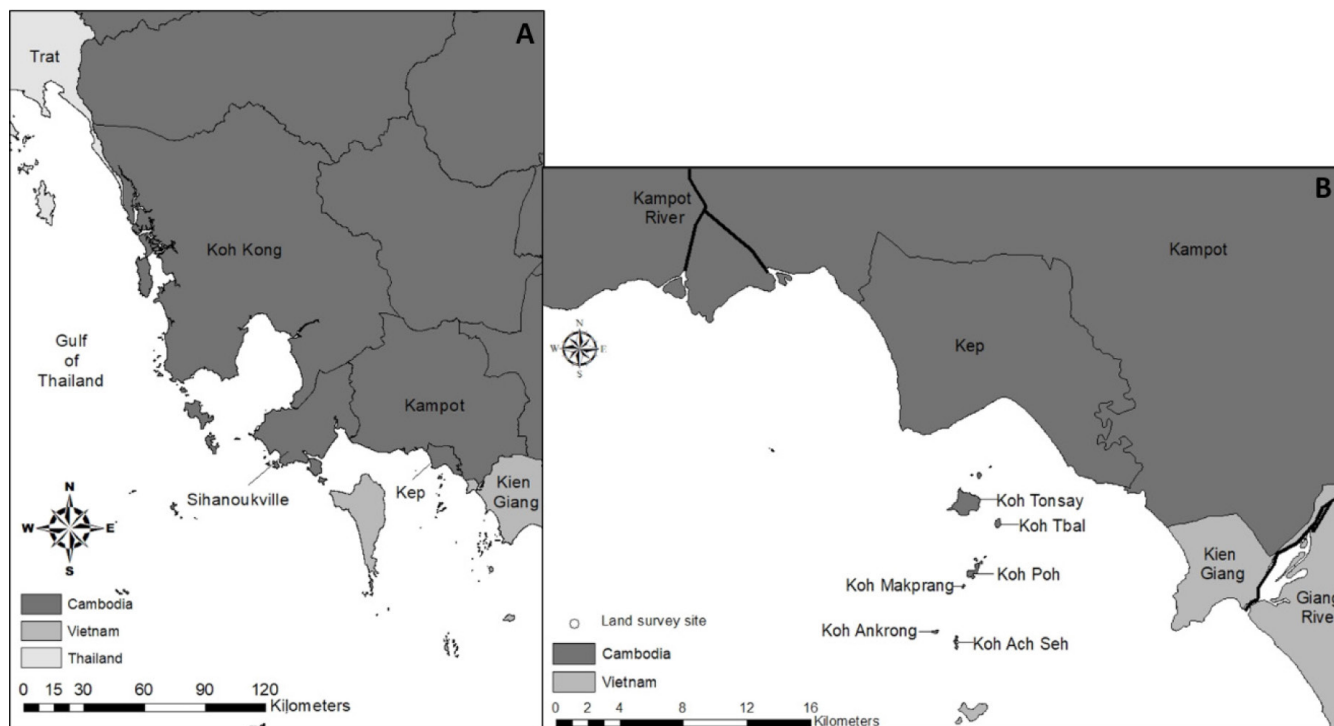 A
Trat
Koh Kong
Gulf
of
Thailand
Kampot
Sihanoukville
Kep
Kien
Giang
N
W
E
S
Cambodia
Vietnam
Thailand
0 15 30 60 90 120
Kilometers
B
Kampot
River
Kampot
N
W
E
S
Kep
Koh Tonsay
Koh Tbal
Koh Poh
Koh Makprang
Koh Ankrong
Koh Ach Seh
Kien
Giang
Giang
River
Land survey site
Cambodia
Vietnam
0 2 4 8 12 16
Kilometers